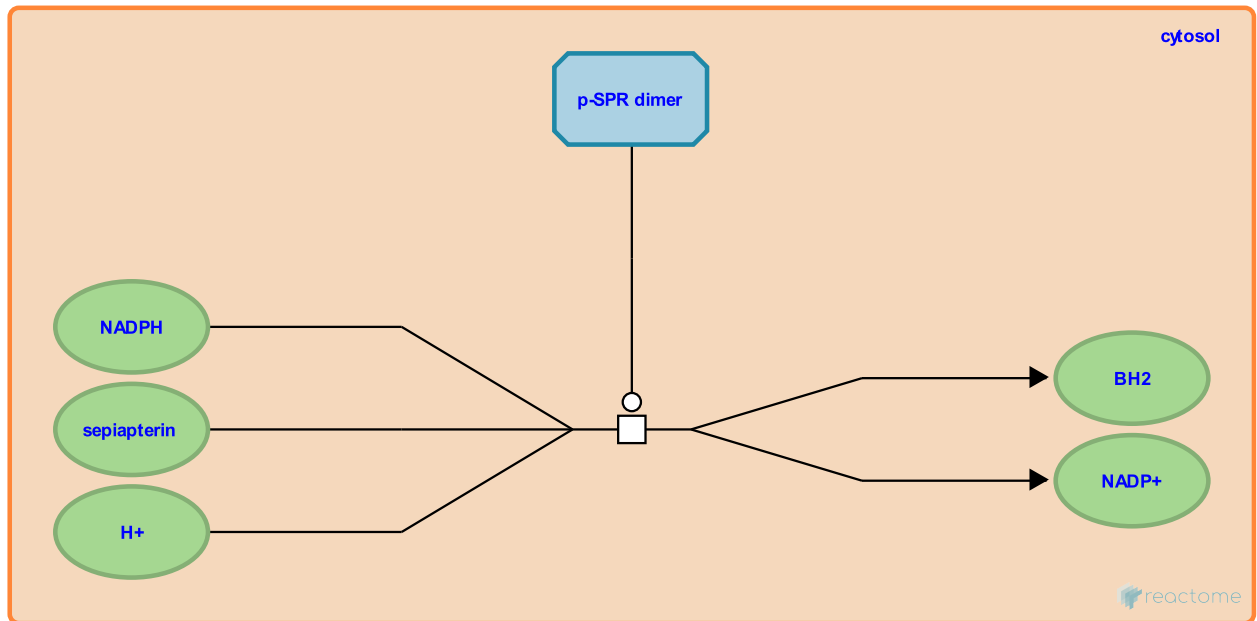 cytosol
p-SPR dimer
NADPH
sepiapterin
H+
BH2
NADP+
reactome